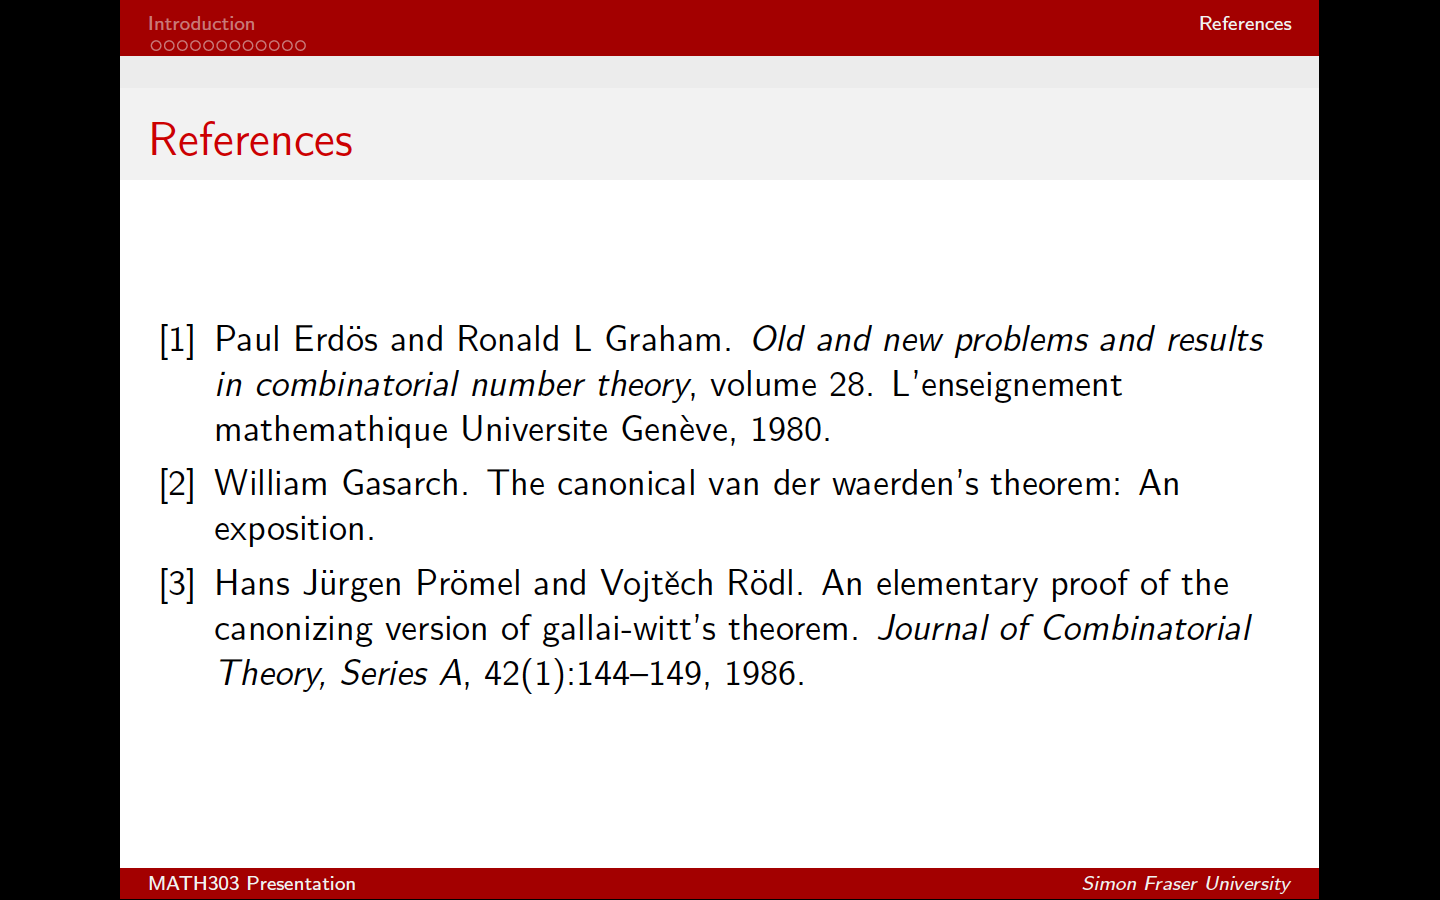 Introduction
References
References
[1] Paul Erdös and Ronald L Graham. Old and new problems and results
in combinatorial number theory, volume 28. L'enseignement
mathemathique Universite Genève, 1980.
[2] William Gasarch. The canonical van der waerden's theorem: An
exposition.
[3] Hans Jürgen Prömel and Vojtěch Rödl. An elementary proof of the
canonizing version of gallai-witt's theorem. Journal of Combinatorial
Theory, Series A, 42(1):144–149, 1986.
MATH303 Presentation
Simon Fraser University